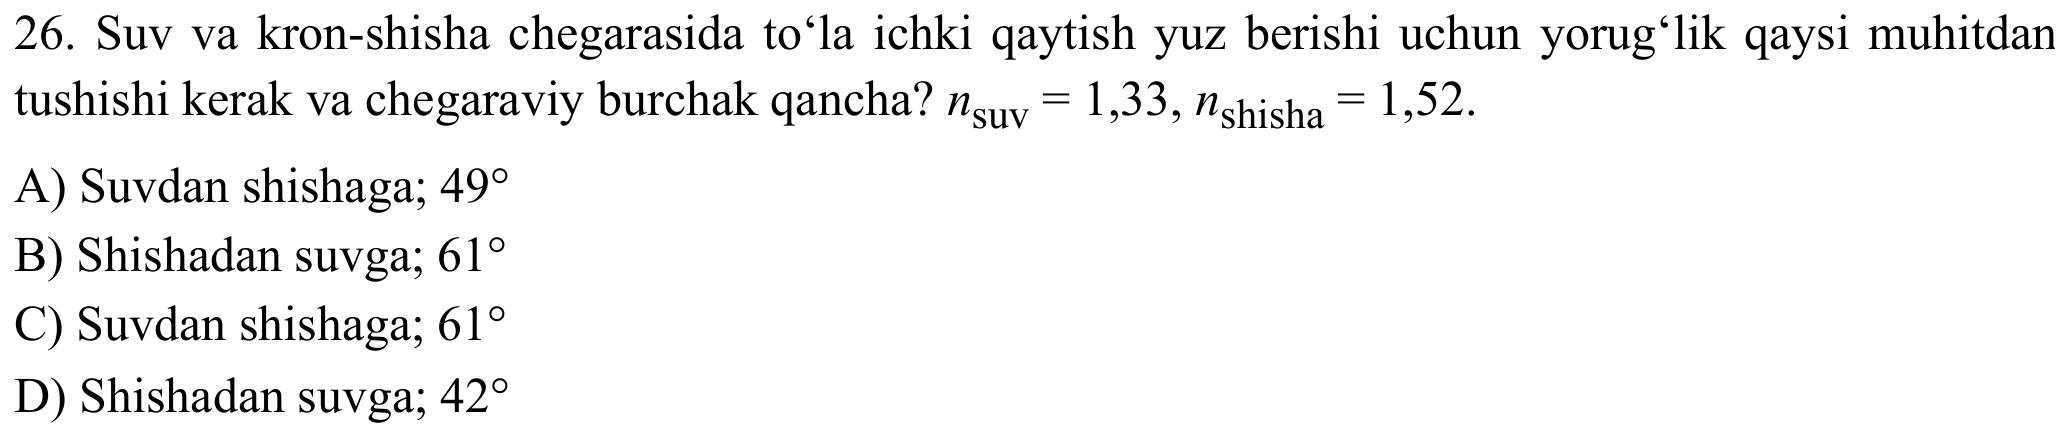 26. Suv va kron-shisha chegarasida to‘la ichki qaytish yuz berishi uchun yorug‘lik qaysi muhitdan
tushishi kerak va chegaraviy burchak qancha? n_suv = 1,33, n_shisha = 1,52.
A) Suvdan shishaga; 49°
B) Shishadan suvga; 61°
C) Suvdan shishaga; 61°
D) Shishadan suvga; 42°